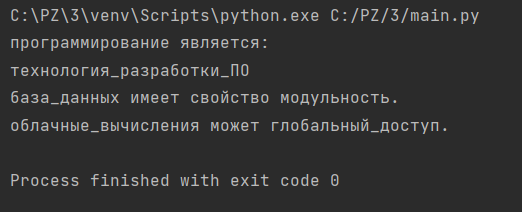 C:\PZ\3\venv\Scripts\python.exe C:/PZ/3/main.py
программирование является:
технология_разработки_ПО
база_данных имеет свойство модульность.
облачные_вычисления может глобальный_доступ.
Process finished with exit code 0